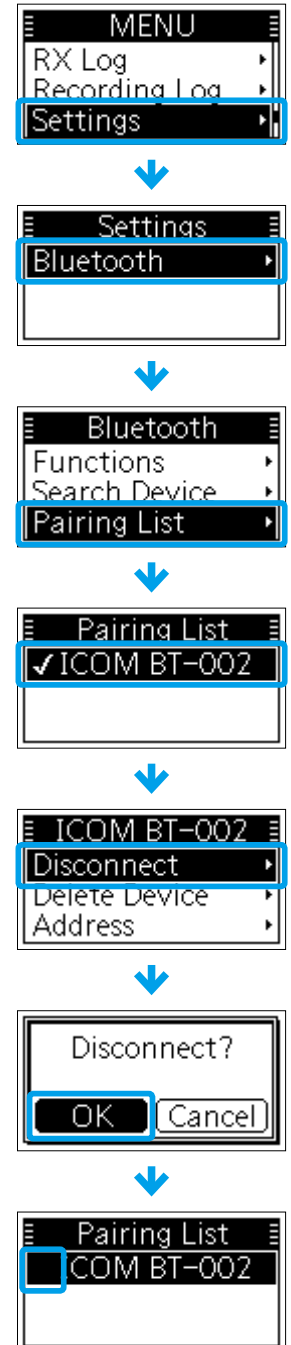 MENU
RX Log
Recording Log
Settings
Settings
Bluetooth
Bluetooth
Functions
Search Device
Pairing List
Pairing List
✓ICOM BT-002
ICOM BT-002
Disconnect
Delete Device
Address
Disconnect?
OK Cancel
Pairing List
ICOM BT-002